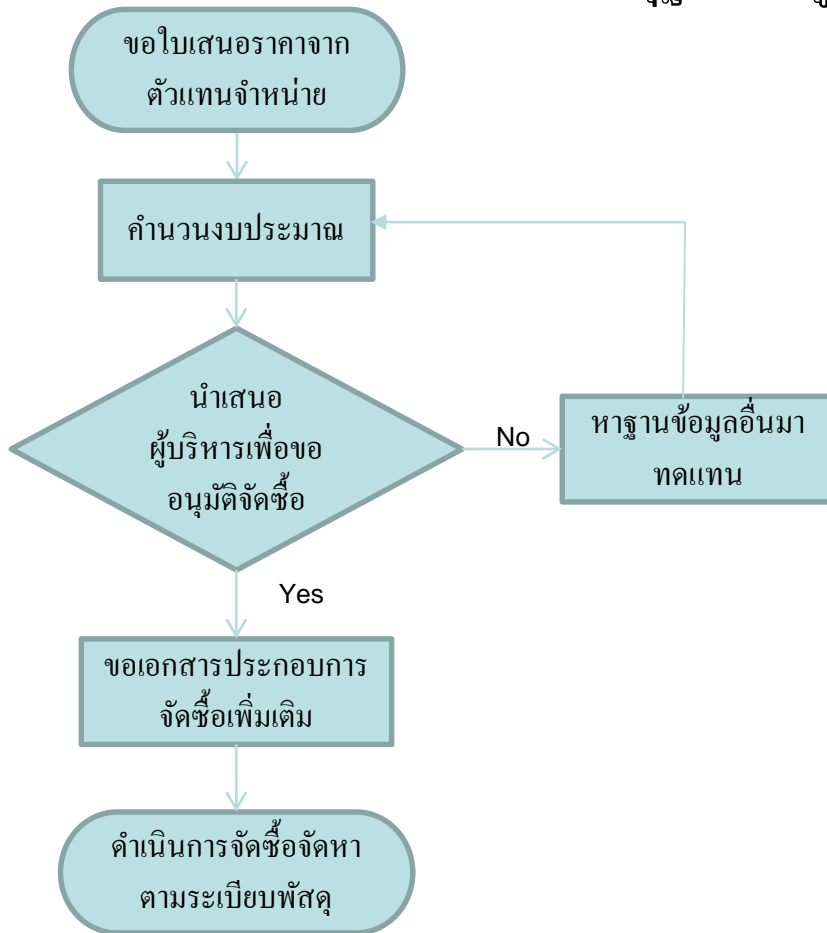 ขอใบเสนอราคาจาก
ตัวแทนจำหน่าย
คำนวนงบประมาณ
นำเสนอ
ผู้บริหารเพื่อขอ
อนุมัติจัดซื้อ
No
หาฐานข้อมูลอื่นมา
ทดแทน
Yes
ขอเอกสารประกอบการ
จัดซื้อเพิ่มเติม
ดำเนินการจัดซื้อจัดหา
ตามระเบียบพัสดุ